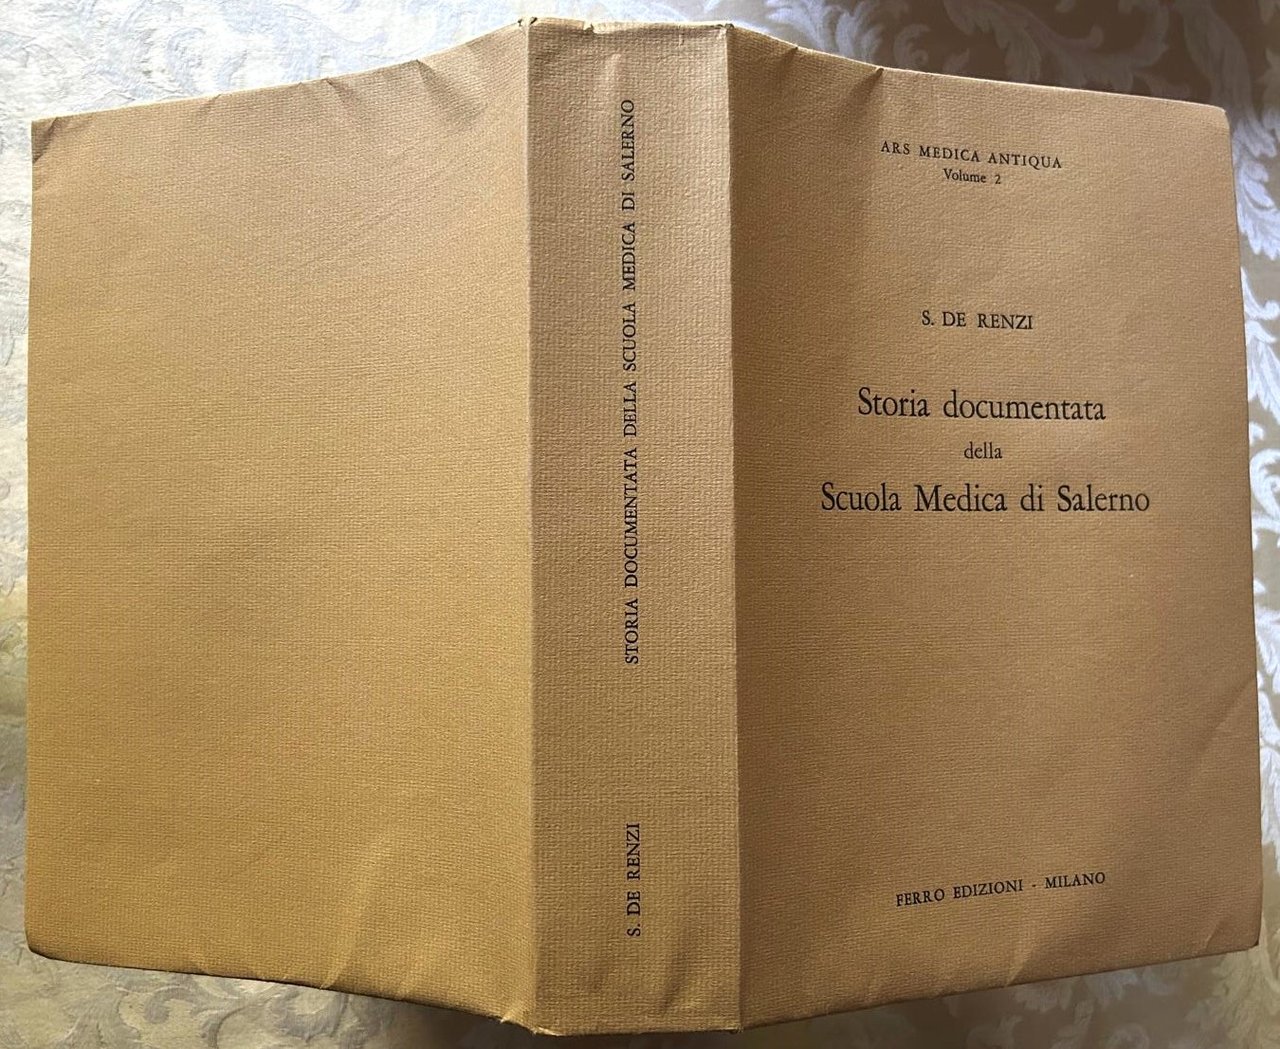 S. DE RENZI STORIA DOCUMENTATA DELLA SCUOLA MEDICA DI SALERNO
ARS MEDICA ANTIQUA
Volume 2
S. DE RENZI
Storia documentata
della
Scuola Medica di Salerno
FERRO EDIZIONI - MILANO